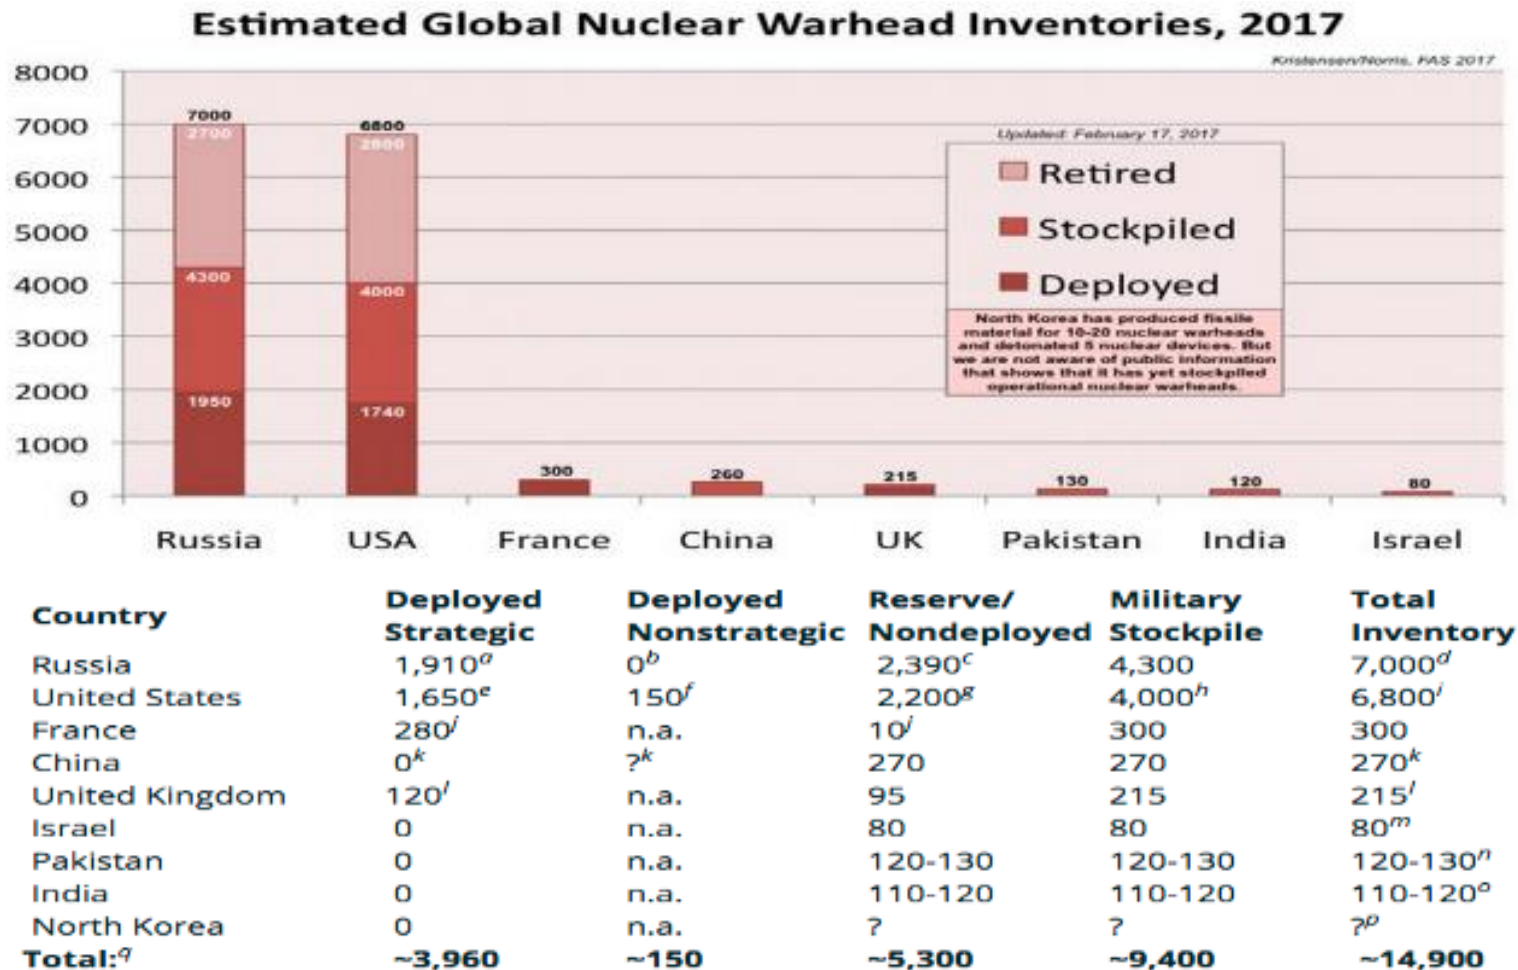 Estimated Global Nuclear Warhead Inventories, 2017
Kristensen/Norris, FAS 2017
8000
7000
6000
5000
4000
3000
2000
1000
0
7000
2700
4300
1950
6800
2800
4000
1740
300
260
215
130
120
80
Updated: February 17, 2017
Retired
Stockpiled
Deployed
North Korea has produced fissile
material for 10-20 nuclear warheads
and detonated 5 nuclear devices. But
we are not aware of public information
that shows that it has yet stockpiled
operational nuclear warheads.
Russia USA France China UK Pakistan India Israel
Country Deployed Strategic Deployed Nonstrategic Reserve/ Nondeployed Military Stockpile Total Inventory
Russia 1,910a 0b 2,390c 4,300 7,000d
United States 1,650e 150f 2,200g 4,000h 6,800i
France 280j n.a. 10j 300 300
China 0k ?k 270 270 270k
United Kingdom 120l n.a. 95 215 215l
Israel 0 n.a. 80 80 80m
Pakistan 0 n.a. 120-130 120-130 120-130n
India 0 n.a. 110-120 110-120 110-120o
North Korea 0 n.a. ? ? ?p
Total:q ~3,960 ~150 ~5,300 ~9,400 ~14,900